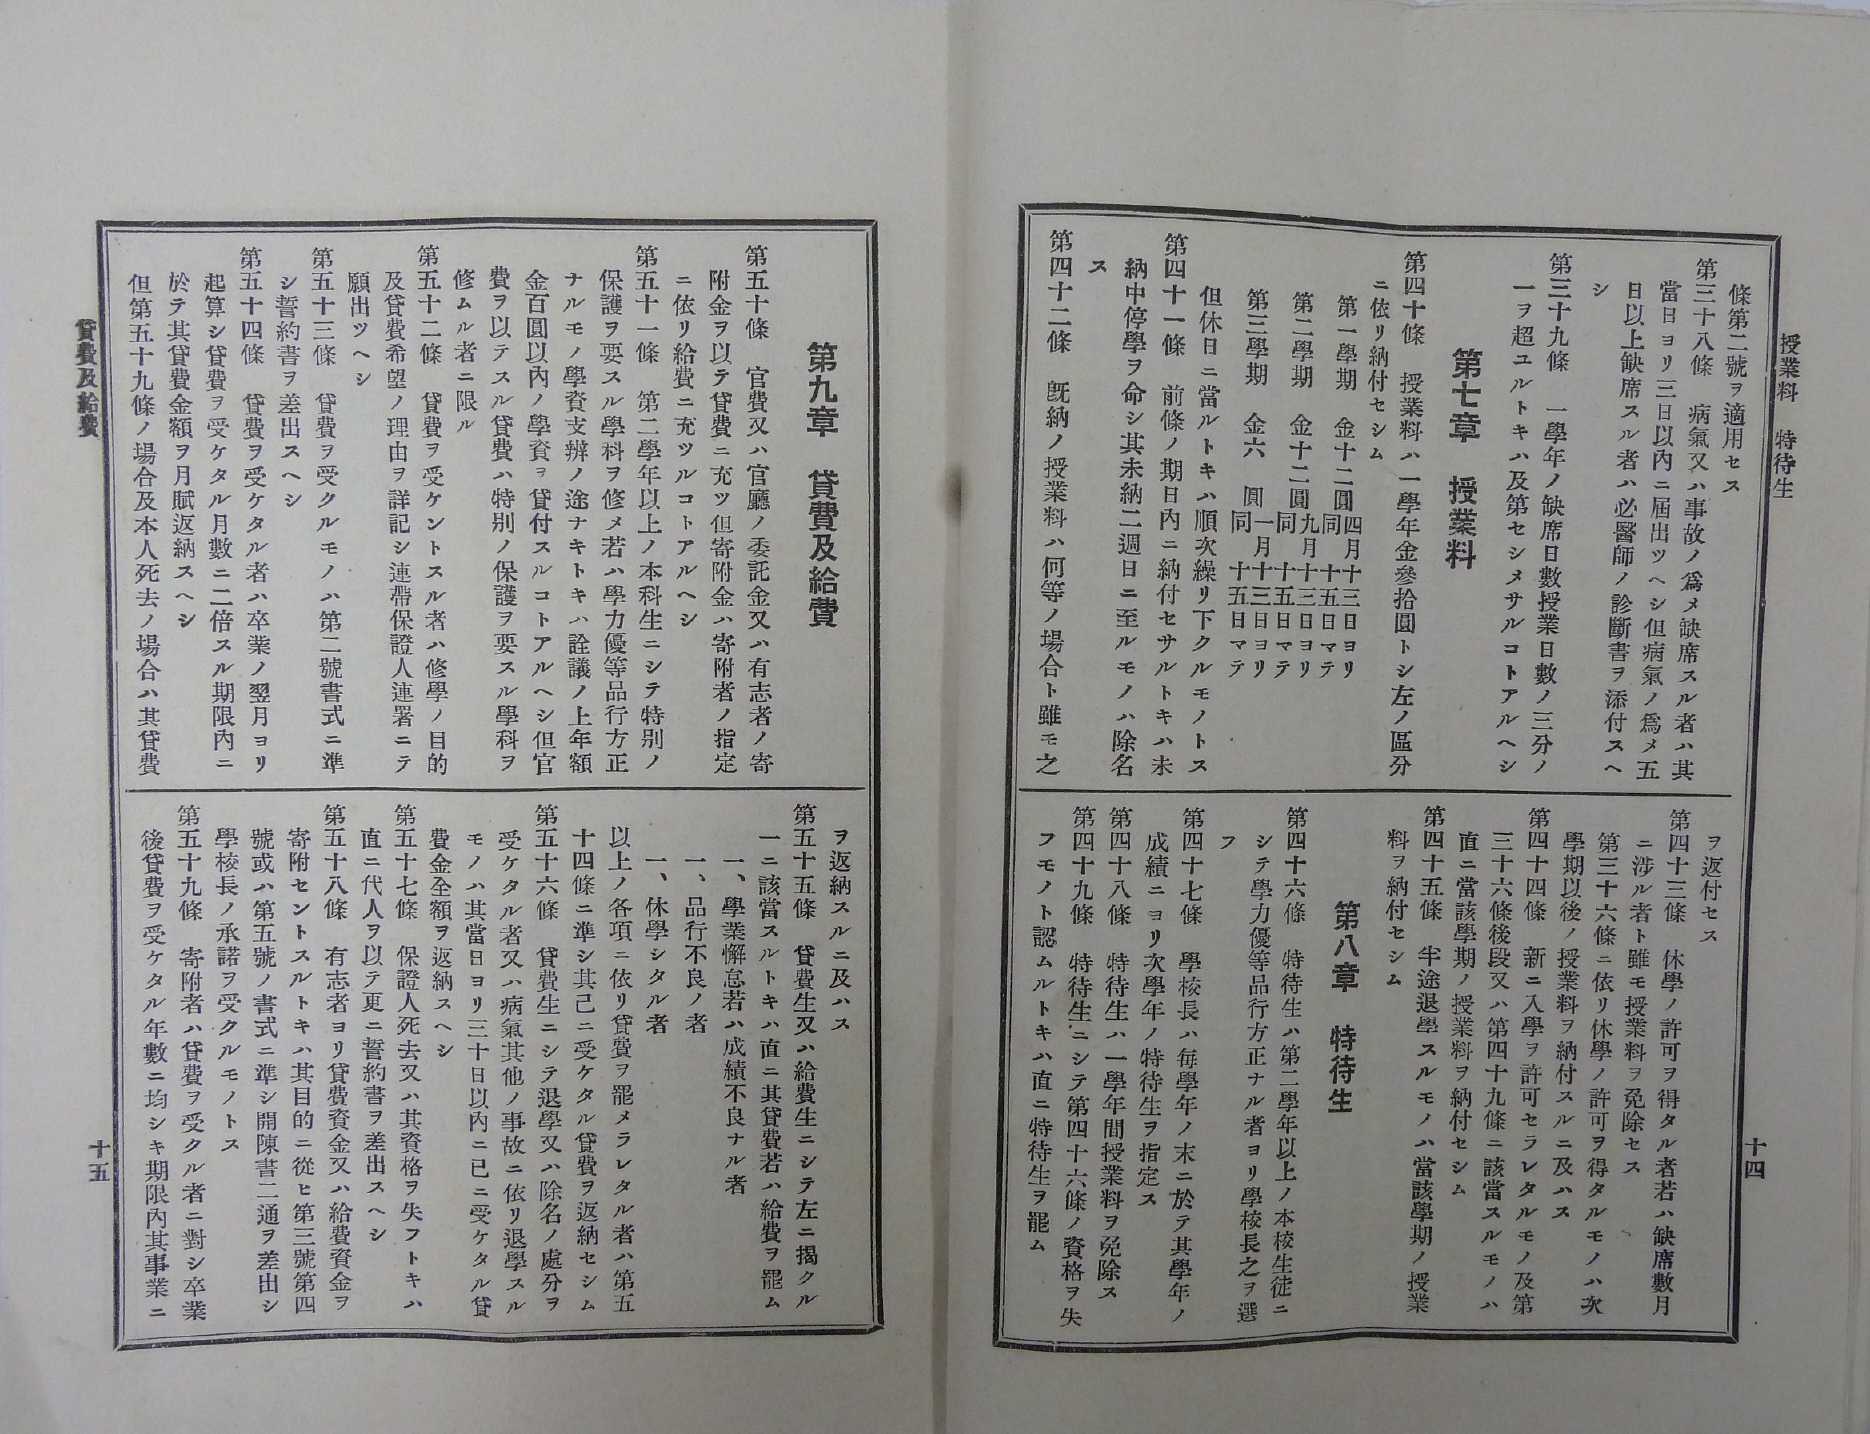 授業料　特待生
十四
條第二號ヲ適用セス
第三十八條　病氣又ハ事故ノ爲メ缺席スル者ハ其
當日ヨリ三日以內ニ屆出ツヘシ但病氣ノ爲メ五
日以上缺席スル者ハ必醫師ノ診斷書ヲ添付スヘ
シ
第三十九條　一學年ノ缺席日數授業日數ノ三分ノ
一ヲ超ユルトキハ及第セシメサルコトアルヘシ
第七章　授業料
第四十條　授業料ハ一學年金參拾圓トシ左ノ區分
ニ依リ納付セシム
第一學期　金十二圓　四月十三日ヨリ
同　十五日マテ
第二學期　金十二圓　九月十三日ヨリ
同　十五日マテ
第三學期　金六　圓　一月十三日ヨリ
同　十五日マテ
但休日ニ當ルトキハ順次繰リ下クルモノトス
第四十一條　前條ノ期日內ニ納付セサルトキハ未
納中停學ヲ命シ其未納二週日ニ至ルモノハ除名
ス
第四十二條　旣納ノ授業料ハ何等ノ場合ト雖モ之
ヲ返付セス
第四十三條　休學ノ許可ヲ得タル者若ハ缺席數月
ニ涉ル者ト雖モ授業料ヲ免除セス
第三十六條ニ依リ休學ノ許可ヲ得タルモノハ次
學期以後ノ授業料ヲ納付スルニ及ハス
第四十四條　新ニ入學ヲ許可セラレタルモノ及第
三十六條後段又ハ第四十九條ニ該當スルモノハ
直ニ當該學期ノ授業料ヲ納付セシム
第四十五條　半途退學スルモノハ當該學期ノ授業
料ヲ納付セシム
第八章　特待生
第四十六條　特待生ハ第二學年以上ノ本校生徒ニ
シテ學力優等品行方正ナル者ヨリ學校長之ヲ選
フ
第四十七條　學校長ハ每學年ノ末ニ於テ其學年ノ
成績ニヨリ次學年ノ特待生ヲ指定ス
第四十八條　特待生ハ一學年間授業料ヲ免除ス
第四十九條　特待生ニシテ第四十六條ノ資格ヲ失
フモノト認ムルトキハ直ニ特待生ヲ罷ム
第九章　貸費及給費
第五十條　官費又ハ官廳ノ委託金又ハ有志者ノ寄
附金ヲ以テ貸費ニ充ツ但寄附金ハ寄附者ノ指定
ニ依リ給費ニ充ツルコトアルヘシ
第五十一條　第二學年以上ノ本科生ニシテ特別ノ
保護ヲ要スル學科ヲ修メ若ハ學力優等品行方正
ナルモノ學資支辨ノ途ナキトキハ詮議ノ上年額
金百圓以內ノ學資ヲ貸付スルコトアルヘシ但官
費ヲ以テスル貸費ハ特別ノ保護ヲ要スル學科ヲ
修ムル者ニ限ル
第五十二條　貸費ヲ受ケントスル者ハ修學ノ目的
及貸費希望ノ理由ヲ詳記シ連帶保證人連署ニテ
願出ツヘシ
第五十三條　貸費ヲ受クルモノハ第二號書式ニ準
シ誓約書ヲ差出スヘシ
第五十四條　貸費ヲ受ケタル者ハ卒業ノ翌月ヨリ
起算シ貸費ヲ受ケタル月數ニ二倍スル期限內ニ
於テ其貸費金額ヲ月賦返納スヘシ
但第五十九條ノ場合及本人死去ノ場合ハ其貸費
ヲ返納スルニ及ハス
第五十五條　貸費生又ハ給費生ニシテ左ニ揭クル
一ニ該當スルトキハ直ニ其貸費若ハ給費ヲ罷ム
一、學業懈怠若ハ成績不良ナル者
一、品行不良ノ者
一、休學シタル者
以上ノ各項ニ依リ貸費ヲ罷メラレタル者ハ第五
十四條ニ準シ其已ニ受ケタル貸費ヲ返納セシム
第五十六條　貸費生ニシテ退學又ハ除名ノ處分ヲ
受ケタル者又ハ病氣其他ノ事故ニ依リ退學スル
モノハ其當日ヨリ三十日以內ニ已ニ受ケタル貸
費金全額ヲ返納スヘシ
第五十七條　保證人死去又ハ其資格ヲ失フトキハ
直ニ代人ヲ以テ更ニ誓約書ヲ差出スヘシ
第五十八條　有志者ヨリ貸費資金又ハ給費資金ヲ
寄附セントスルトキハ其目的ニ從ヒ第三號第四
號或ハ第五號ノ書式ニ準シ開陳書二通ヲ差出シ
學校長ノ承諾ヲ受クルモノトス
第五十九條　寄附者ハ貸費ヲ受クル者ニ對シ卒業
後貸費ヲ受ケタル年數ニ均シキ期限內其事業ニ
貸費及給費
十五